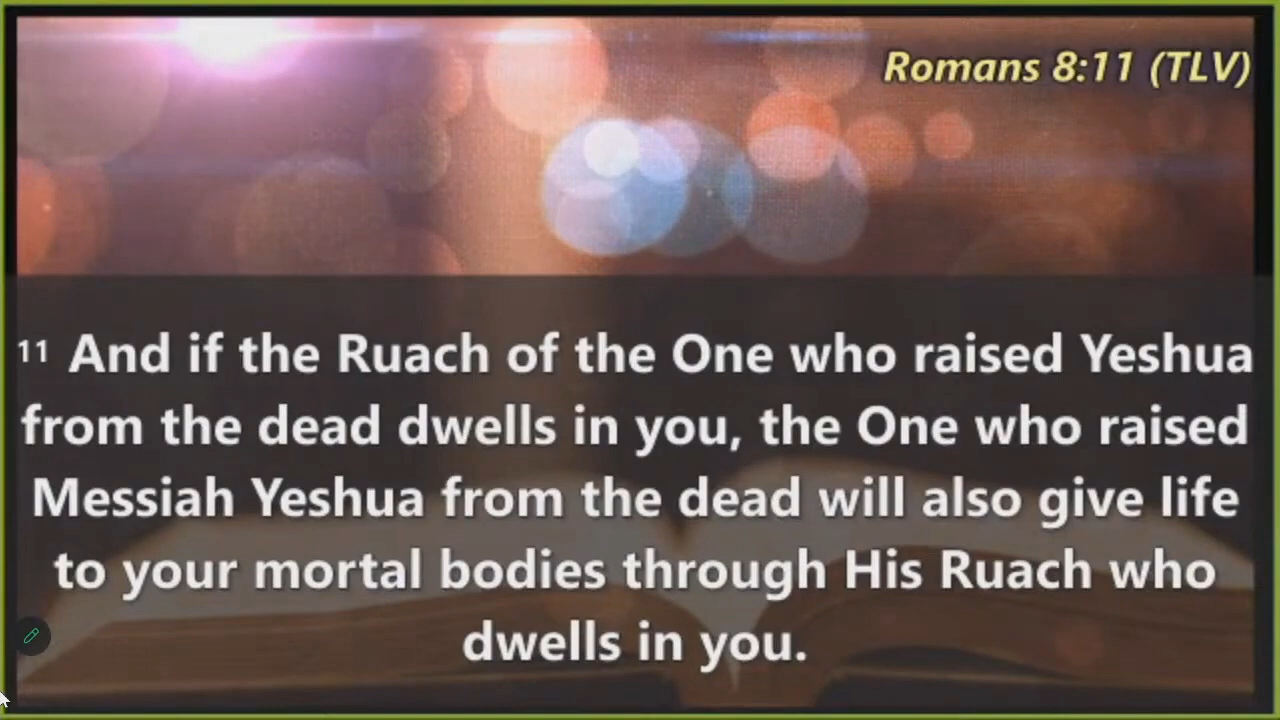 Romans 8:11 (TLV)
11 And if the Ruach of the One who raised Yeshua
from the dead dwells in you, the One who raised
Messiah Yeshua from the dead will also give life
to your mortal bodies through His Ruach who
dwells in you.